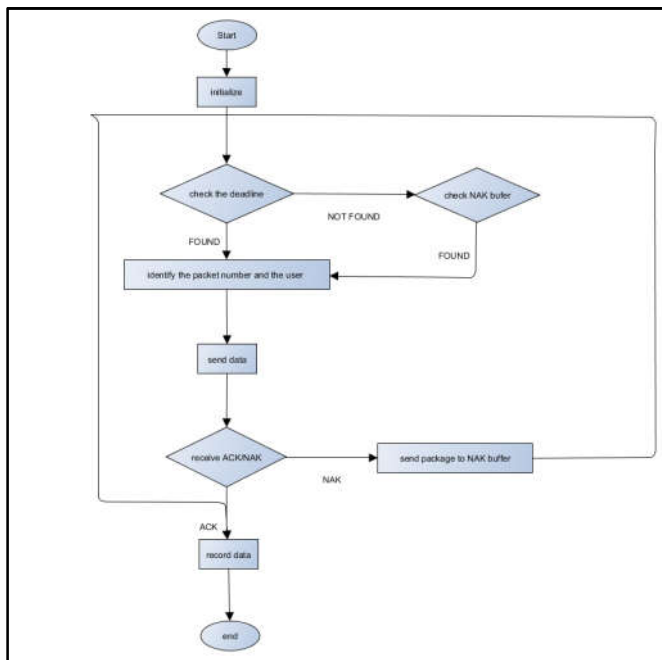 Start
initialize
check the deadline
check NAK bufer
NOT FOUND
FOUND
FOUND
identify the packet number and the user
send data
receive ACK/NAK
send package to NAK buffer
NAK
ACK
record data
end